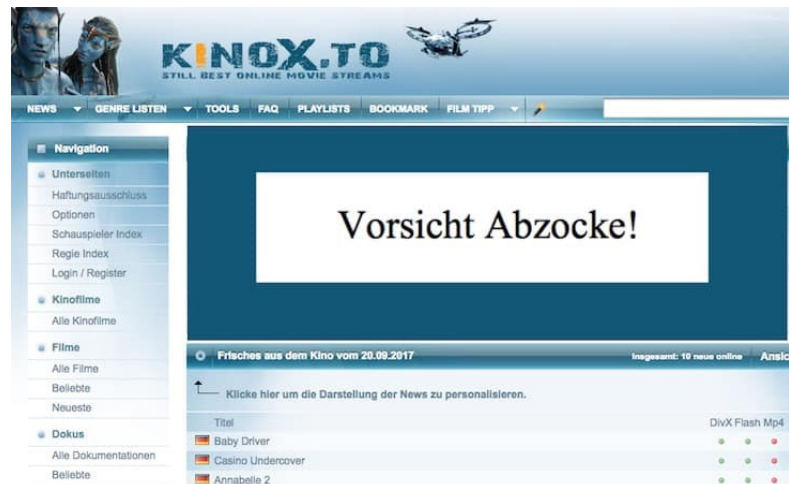 KINOX.TO
STILL BEST ONLINE MOVIE STREAMS
NEWS GENRE LISTEN TOOLS FAQ PLAYLISTS BOOKMARK FILM TIPP
Navigation
Unterseiten
Haftungsausschluss
Optionen
Schauspieler Index
Regie Index
Login / Register
Kinofilme
Alle Kinofilme
Filme
Alle Filme
Beliebte
Neueste
Dokus
Alle Dokumentationen
Beliebte
Vorsicht Abzocke!
Frisches aus dem Kino vom 20.09.2017 Insgesamt: 10 neue online Ansic
Klicke hier um die Darstellung der News zu personalisieren.
Titel DivX Flash Mp4
Baby Driver
Casino Undercover
Annabelle 2